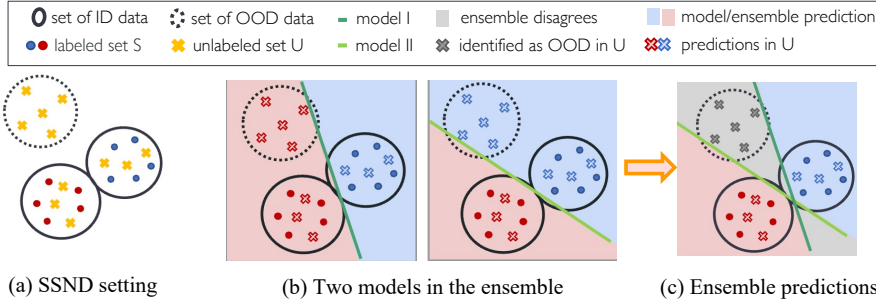 set of ID data set of OOD data model I ensemble disagrees model/ensemble prediction
labeled set S unlabeled set U model II identified as OOD in U predictions in U
(a) SSND setting (b) Two models in the ensemble (c) Ensemble predictions